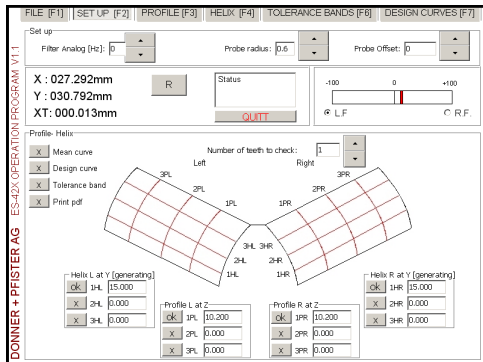 FILE [F1] SET UP [F2] PROFILE [F3] HELIX [F4] TOLERANCE BANDS [F6] DESIGN CURVES [F7]
DONNER + PFISTER AG ES-42X OPERATION PROGRAM V1.1
Set up
Filter Analog [Hz]: 0 Probe radius: 0.6 Probe Offset: 0
X : 027.292mm
Y : 030.792mm
XT: 000.013mm
R
Status
QUITT
-100 0 +100
L.F R.F.
Profile- Helix
X Mean curve
X Design curve
X Tolerance band
X Print pdf
Number of teeth to check: 1
Left Right
3PL 3PR
2PL 2PR
1PL 1PR
3HL 3HR
2HL 2HR
1HL 1HR
Helix L at Y [generating]
ok 1HL 15.000
X 2HL 0.000
X 3HL 0.000
Profile L at Z
ok 1PL 10.200
X 2PL 0.000
X 3PL 0.000
Profile R at Z
ok 1PR 10.200
X 2PR 0.000
X 3PR 0.000
Helix R at Y [generating]
ok 1HR 15.000
X 2HR 0.000
X 3HR 0.000